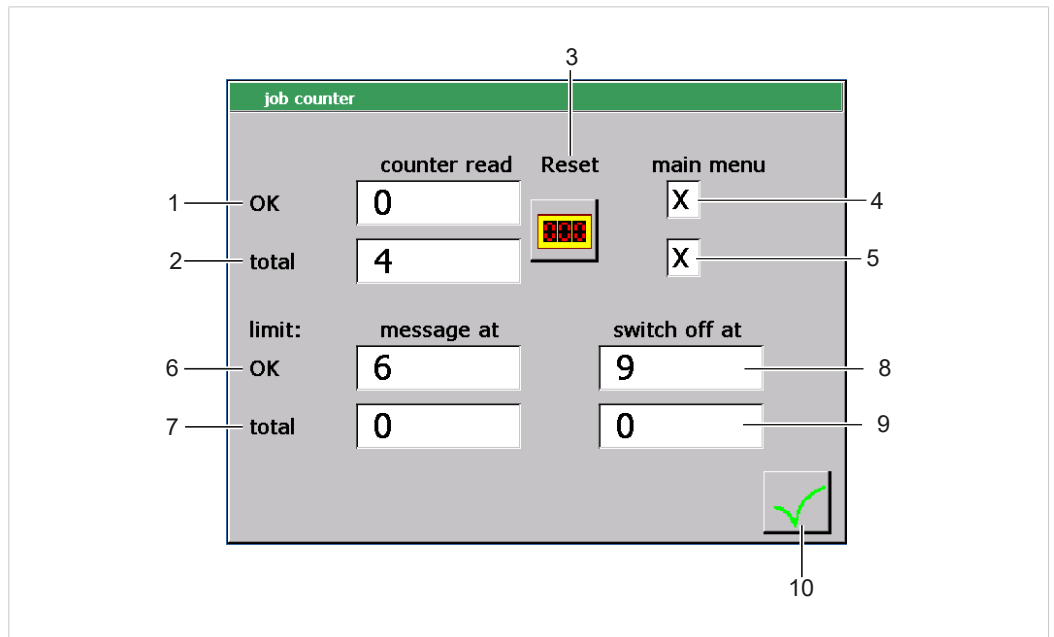 3
job counter
counter read Reset main menu
1 OK 0 X 4
000
2 total 4 X 5
limit: message at switch off at
6 OK 6 9 8
7 total 0 0 9
10